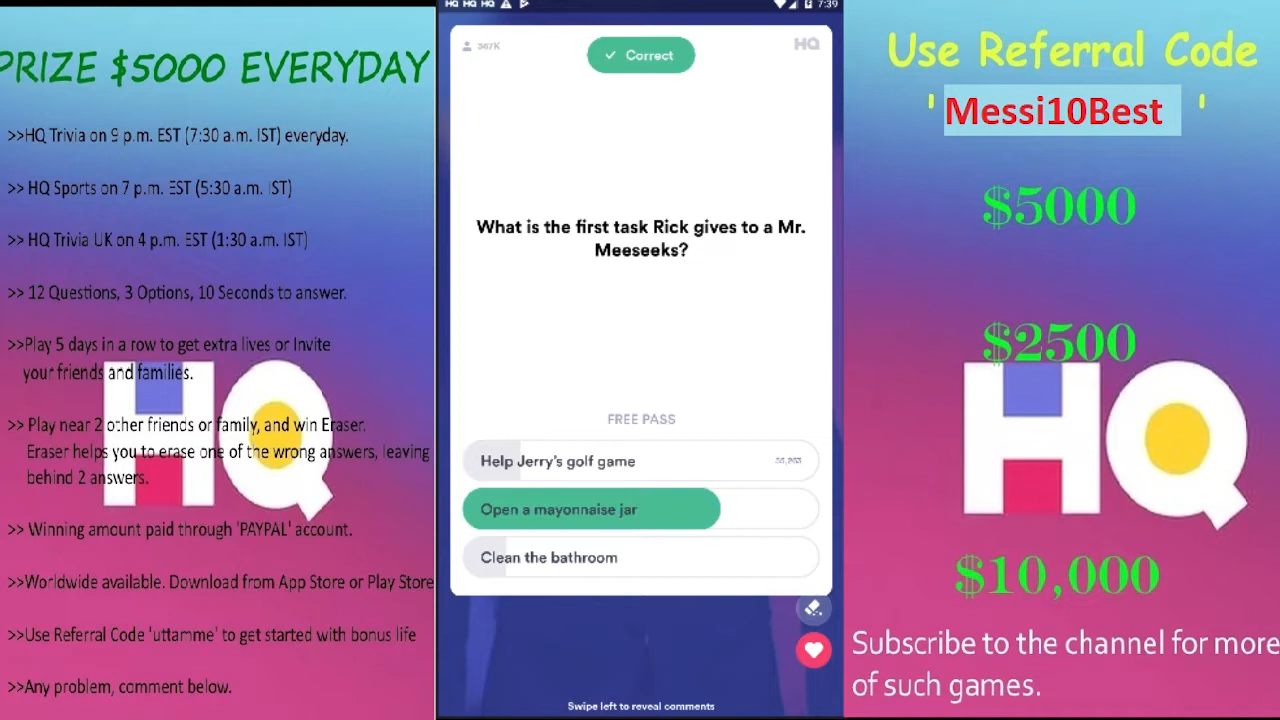 PRIZE $5000 EVERYDAY
>>HQ Trivia on 9 p.m. EST (7:30 a.m. IST) everyday.
>> HQ Sports on 7 p.m. EST (5:30 a.m. IST)
>> HQ Trivia UK on 4 p.m. EST (1:30 a.m. IST)
>> 12 Questions, 3 Options, 10 Seconds to answer.
>>Play 5 days in a row to get extra lives or Invite
your friends and families.
>> Play near 2 other friends or family, and win Eraser.
Eraser helps you to erase one of the wrong answers, leaving
behind 2 answers.
>> Winning amount paid through 'PAYPAL' account.
>>Worldwide available. Download from App Store or Play Store
>>Use Referral Code 'uttamme' to get started with bonus life
>>Any problem, comment below.
HQ
HQ HQ HQ
7:39
367K
Correct
HQ
What is the first task Rick gives to a Mr.
Meeseeks?
FREE PASS
Help Jerry's golf game
Open a mayonnaise jar
Clean the bathroom
Swipe left to reveal comments
Use Referral Code
' Messi10Best '
$5000
$2500
HQ
$10,000
Subscribe to the channel for more
of such games.